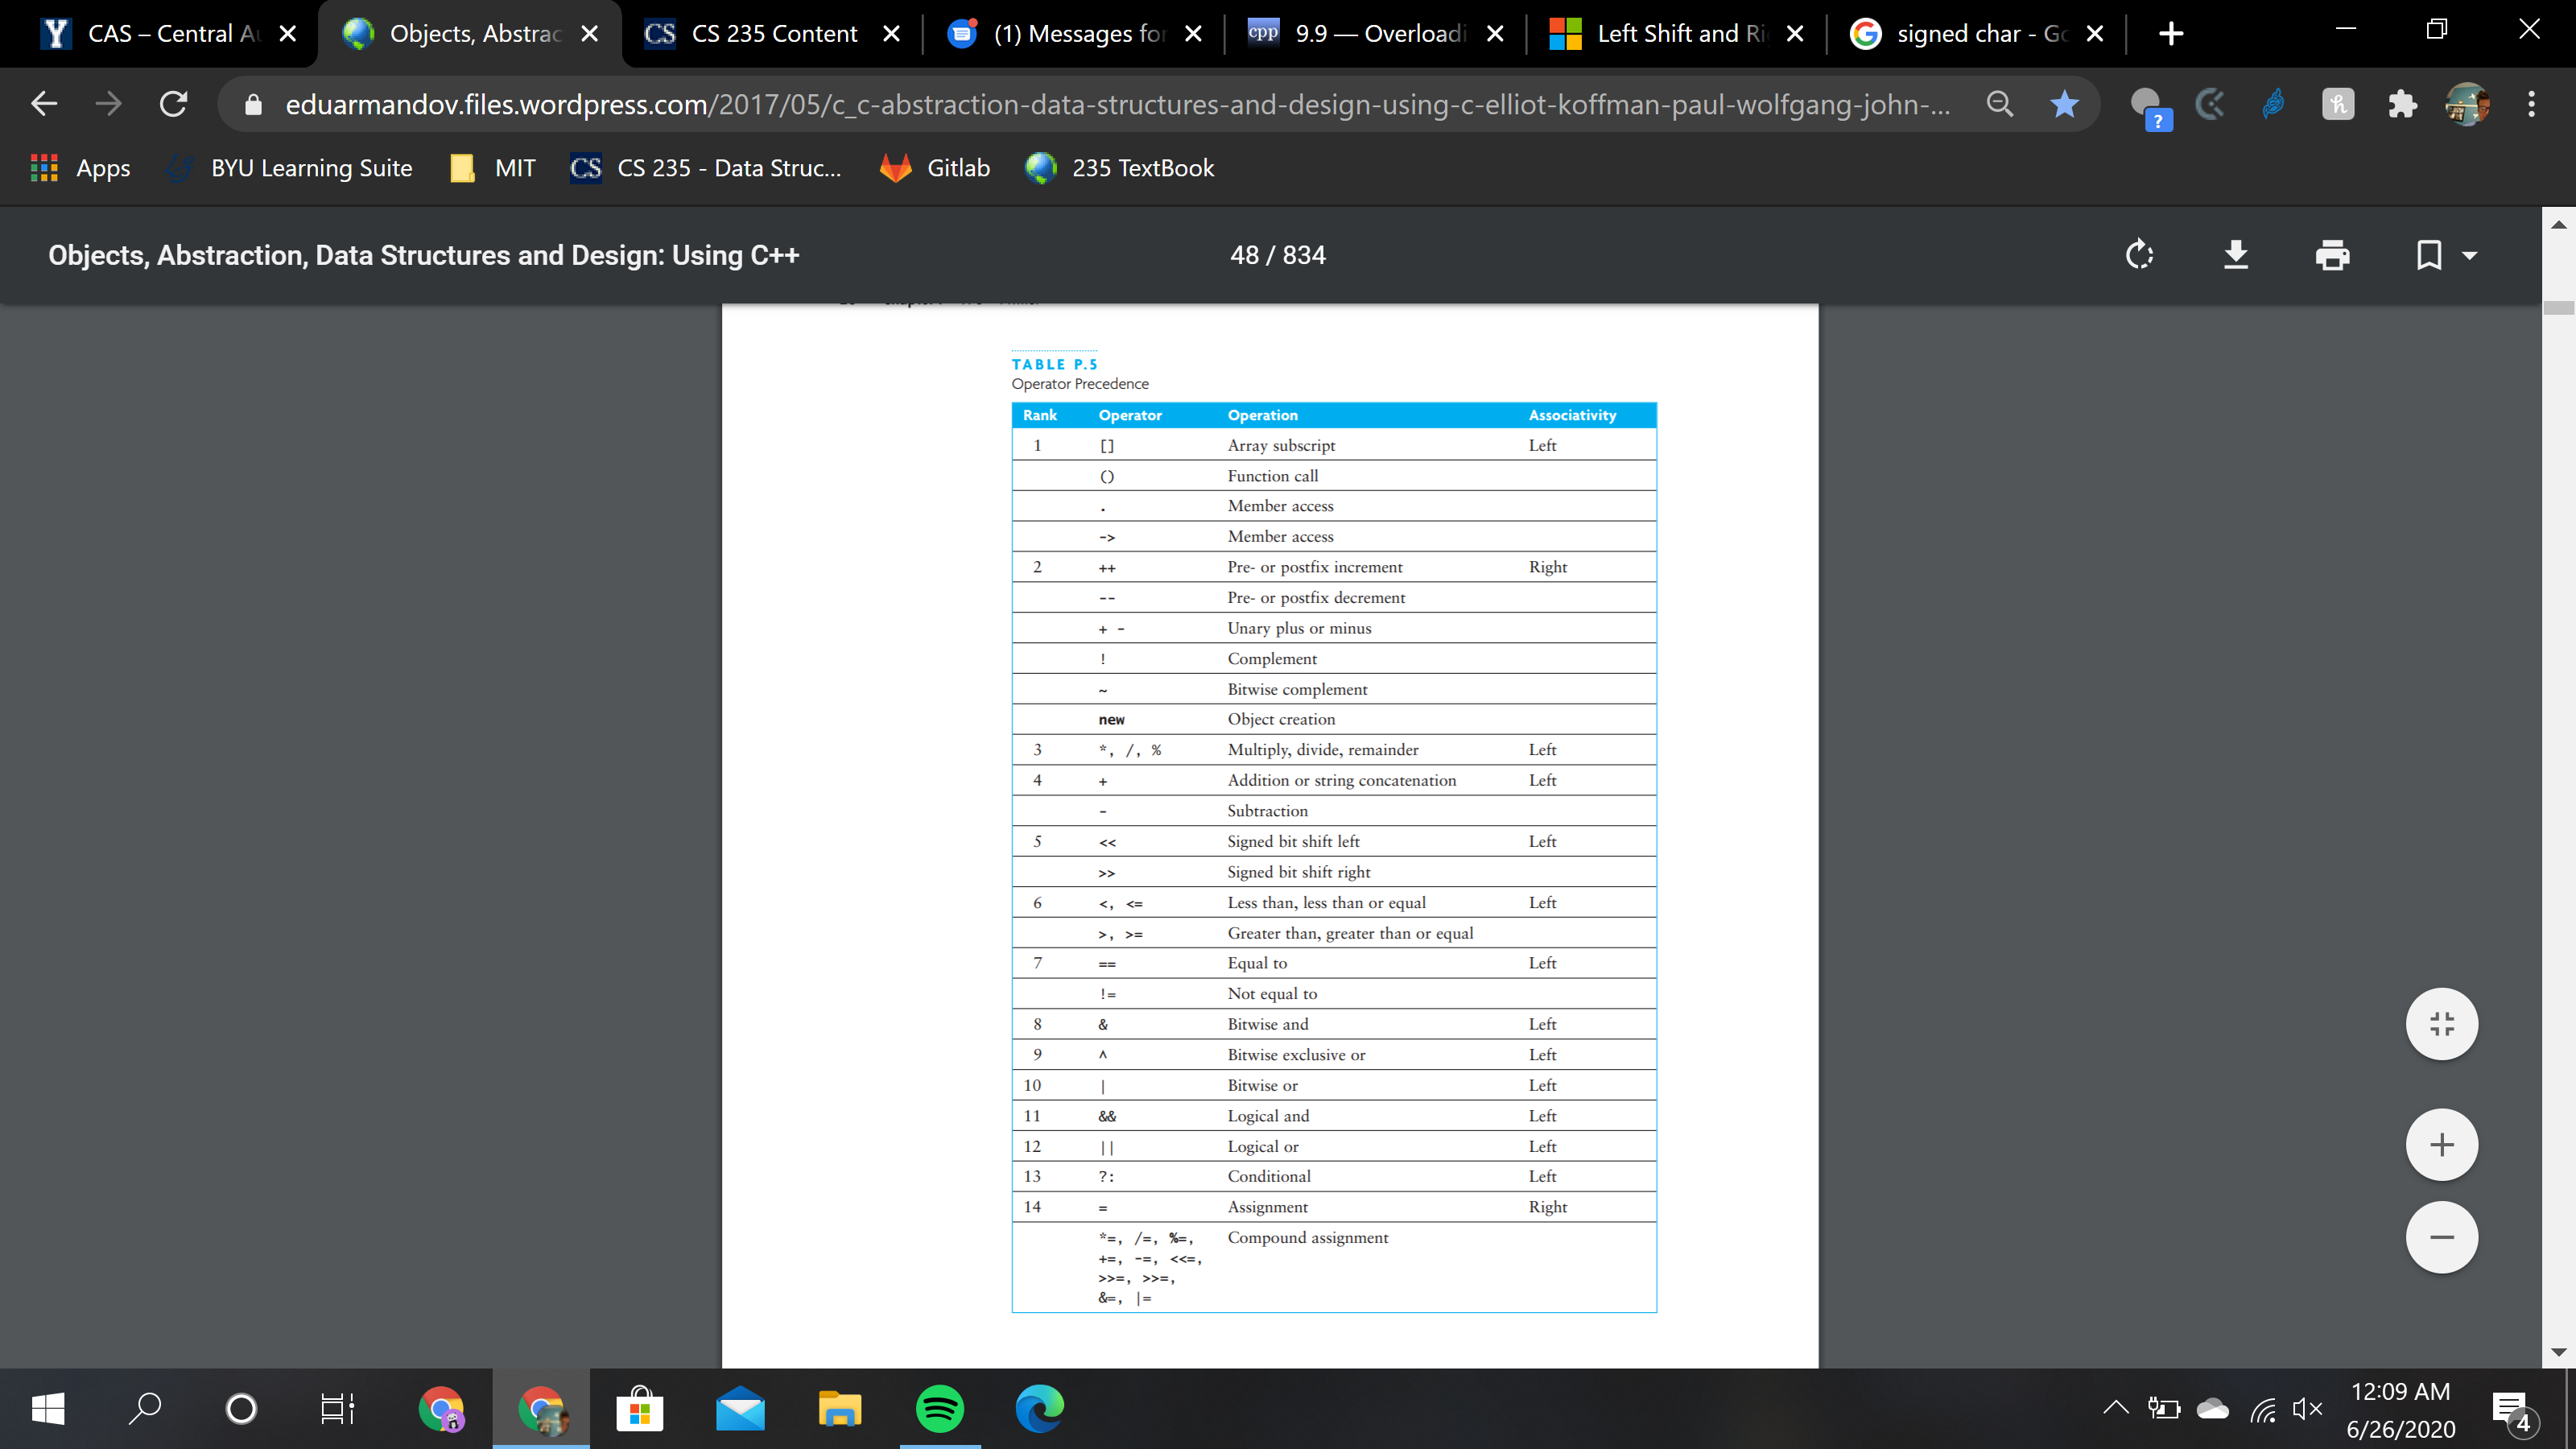 CAS – Central Au
Objects, Abstrac
CS 235 Content
(1) Messages for
9.9 — Overloadi
Left Shift and Ri
signed char - Go
eduarmandov.files.wordpress.com/2017/05/c_c-abstraction-data-structures-and-design-using-c-elliot-koffman-paul-wolfgang-john-...
Apps
BYU Learning Suite
MIT
CS 235 - Data Struc...
Gitlab
235 TextBook
Objects, Abstraction, Data Structures and Design: Using C++
48 / 834
TABLE P.5
Operator Precedence
Rank Operator Operation Associativity
1 [] Array subscript Left
() Function call
. Member access
-> Member access
2 ++ Pre- or postfix increment Right
-- Pre- or postfix decrement
+ - Unary plus or minus
! Complement
~ Bitwise complement
new Object creation
3 *, /, % Multiply, divide, remainder Left
4 + Addition or string concatenation Left
- Subtraction
5 << Signed bit shift left Left
>> Signed bit shift right
6 <, <= Less than, less than or equal Left
>, >= Greater than, greater than or equal
7 == Equal to Left
!= Not equal to
8 & Bitwise and Left
9 ^ Bitwise exclusive or Left
10 | Bitwise or Left
11 && Logical and Left
12 || Logical or Left
13 ?: Conditional Left
14 = Assignment Right
*=, /=, %=, Compound assignment
+=, -=, <<=,
>>=, >>=,
&=, |=
12:09 AM
6/26/2020
4